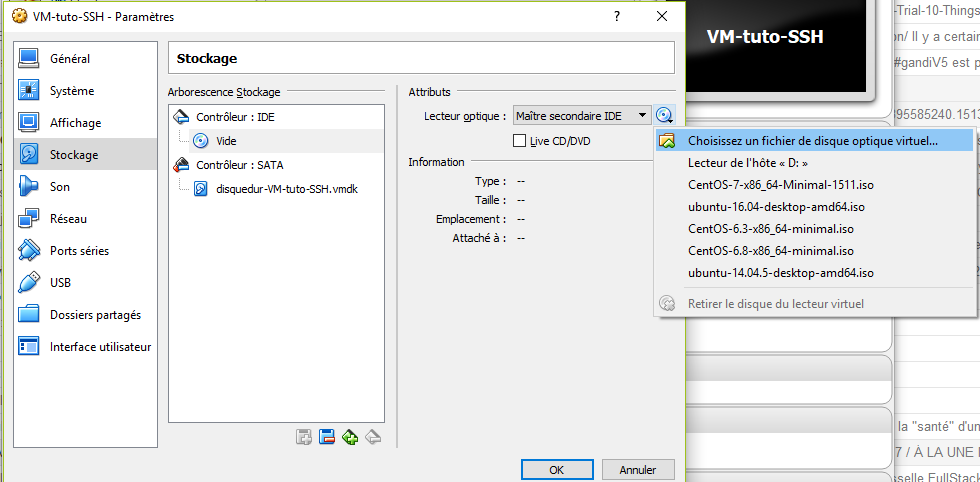 VM-tuto-SSH - Paramètres
Général
Système
Affichage
Stockage
Son
Réseau
Ports séries
USB
Dossiers partagés
Interface utilisateur
Stockage
Arborescence Stockage
Contrôleur : IDE
Vide
Contrôleur : SATA
disquedur-VM-tuto-SSH.vmdk
Attributs
Lecteur optique : Maître secondaire IDE
Live CD/DVD
Information
Type : --
Taille : --
Emplacement : --
Attaché à : --
OK
Annuler
Choisissez un fichier de disque optique virtuel...
Lecteur de l'hôte « D: »
CentOS-7-x86_64-Minimal-1511.iso
ubuntu-16.04-desktop-amd64.iso
CentOS-6.3-x86_64-minimal.iso
CentOS-6.8-x86_64-minimal.iso
ubuntu-14.04.5-desktop-amd64.iso
Retirer le disque du lecteur virtuel
VM-tuto-SSH
-Trial-10-Things
on/ Il y a certain
#gandiV5 est p
395585240.1513
la "santé" d'un
7 / À LA UNE
sselle FullStack